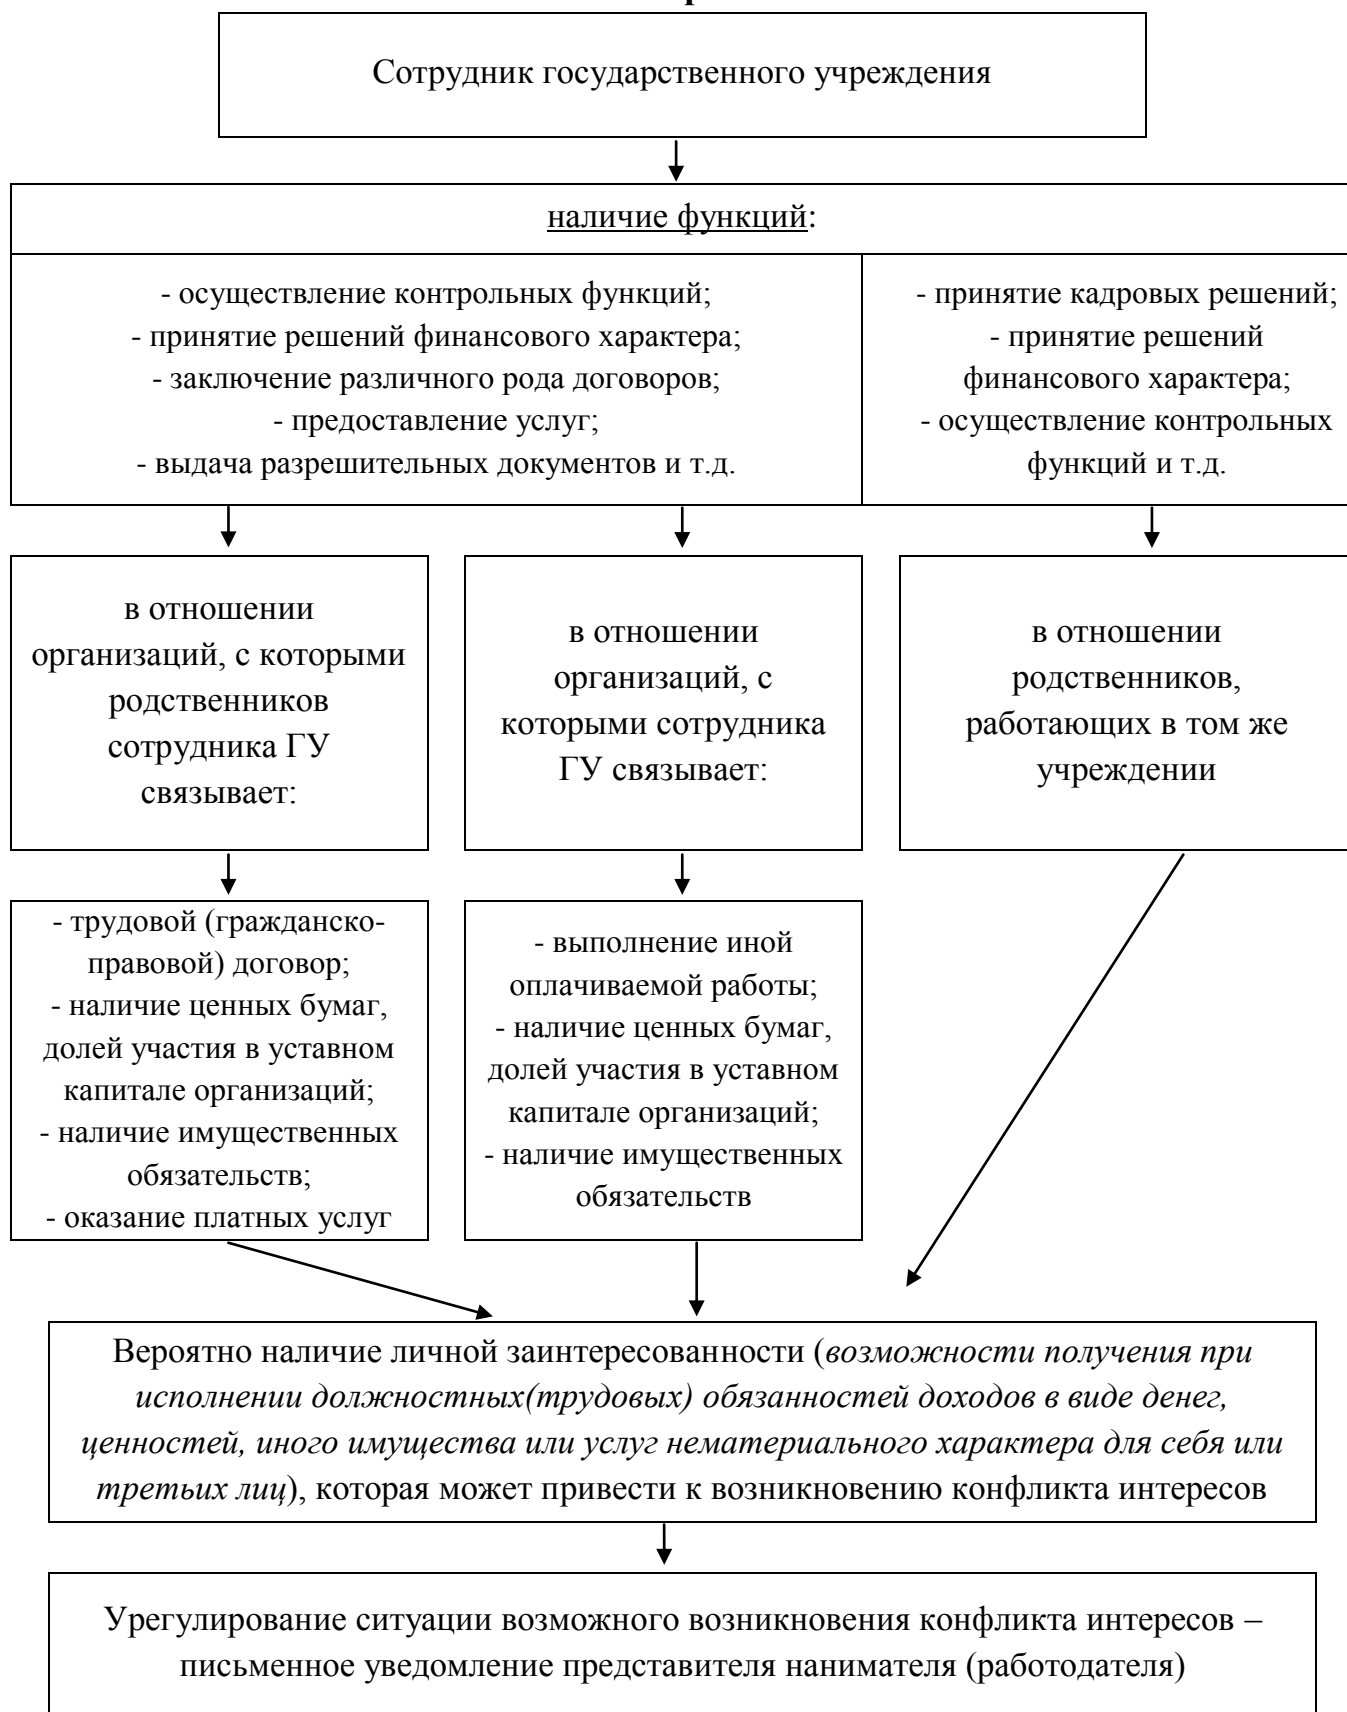 Сотрудник государственного учреждения
наличие функций:
- осуществление контрольных функций;
- принятие решений финансового характера;
- заключение различного рода договоров;
- предоставление услуг;
- выдача разрешительных документов и т.д.
- принятие кадровых решений;
- принятие решений
финансового характера;
- осуществление контрольных
функций и т.д.
в отношении
организаций, с которыми
родственников
сотрудника ГУ
связывает:
в отношении
организаций, с
которыми сотрудника
ГУ связывает:
в отношении
родственников,
работающих в том же
учреждении
- трудовой (гражданско-
правовой) договор;
- наличие ценных бумаг,
долей участия в уставном
капитале организаций;
- наличие имущественных
обязательств;
- оказание платных услуг
- выполнение иной
оплачиваемой работы;
- наличие ценных бумаг,
долей участия в уставном
капитале организаций;
- наличие имущественных
обязательств
Вероятно наличие личной заинтересованности (возможности получения при
исполнении должностных(трудовых) обязанностей доходов в виде денег,
ценностей, иного имущества или услуг нематериального характера для себя или
третьих лиц), которая может привести к возникновению конфликта интересов
Урегулирование ситуации возможного возникновения конфликта интересов –
письменное уведомление представителя нанимателя (работодателя)